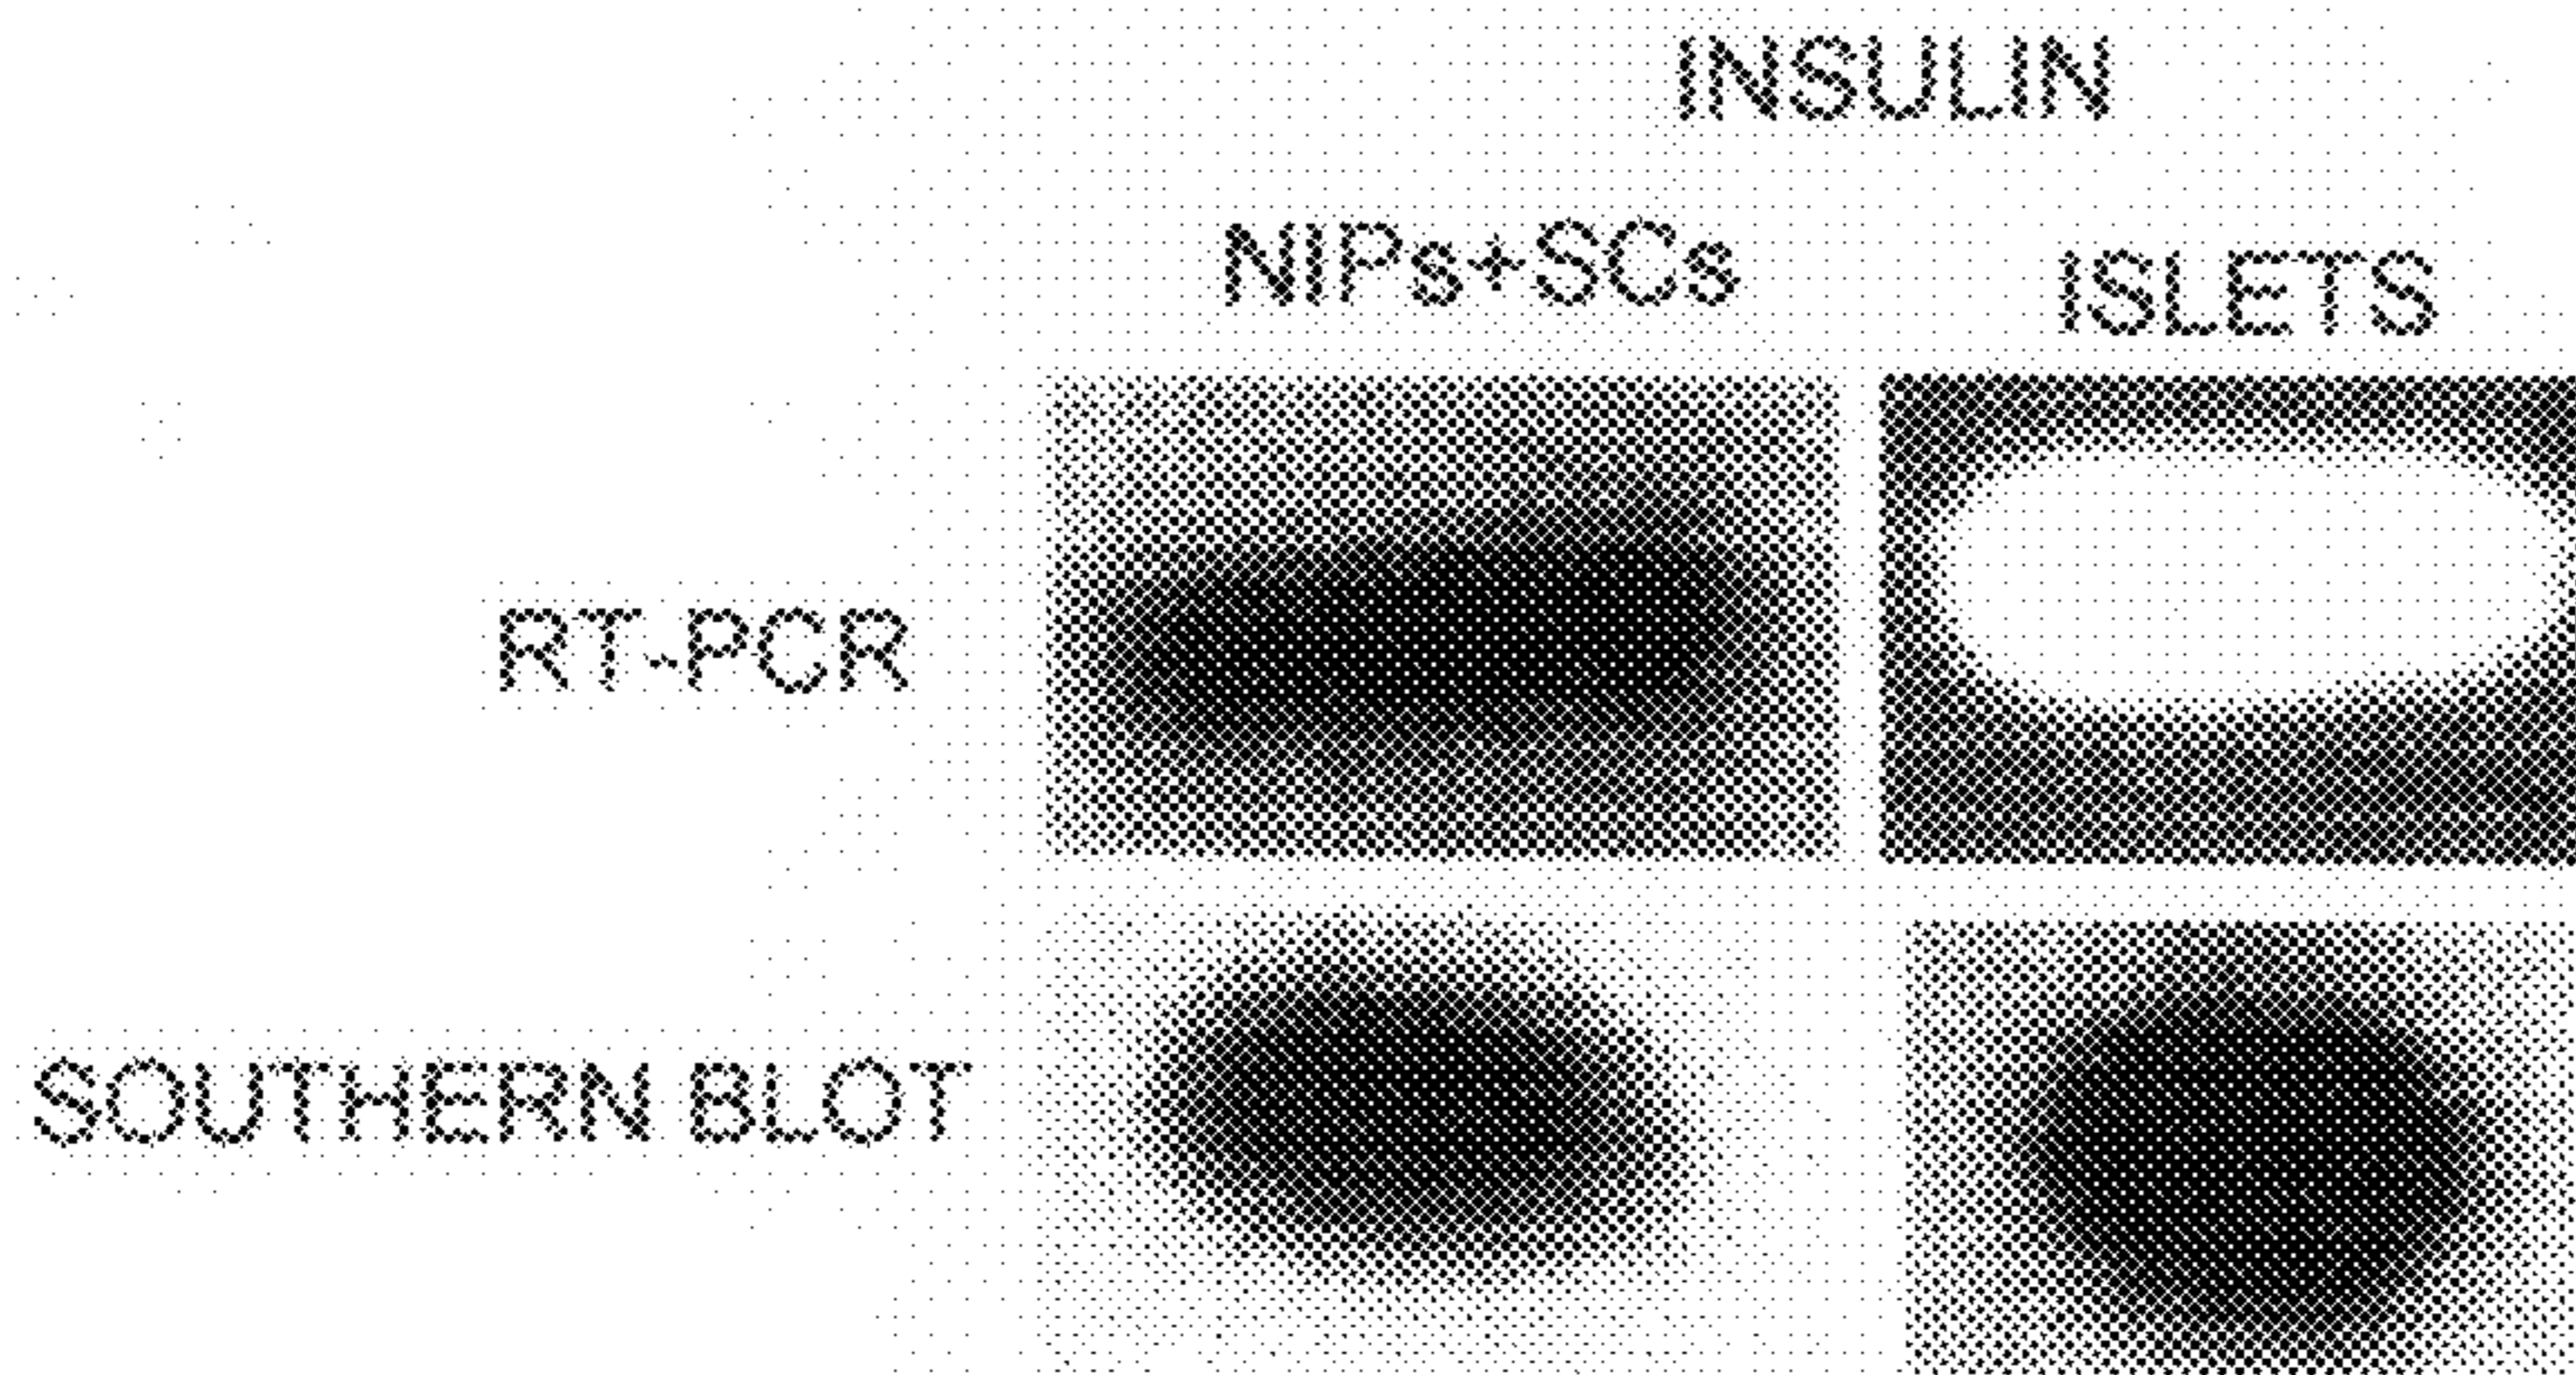 INSULIN
NIPs+SCs
ISLETS
RT-PCR
SOUTHERN BLOT